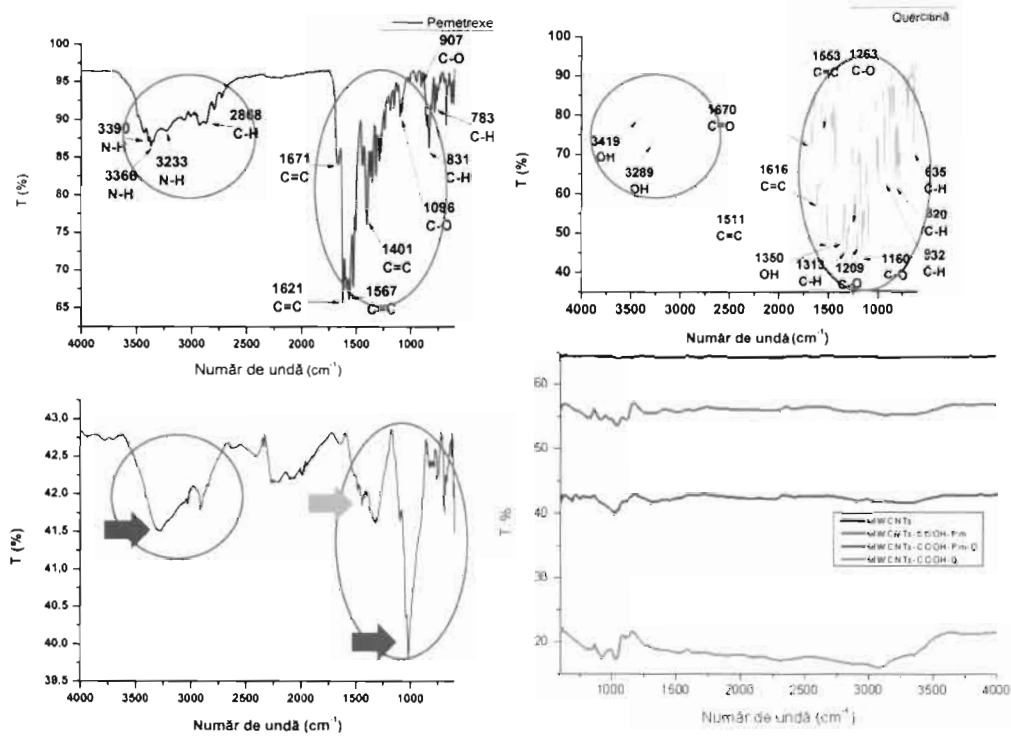 Pemetrexe
907
C-O
3390
N-H
3366
N-H
3233
N-H
2868
C-H
1671
C=C
1621
C=C
1567
C=C
1401
C=C
1096
C-O
831
C-H
783
C-H
T (%)
100
95
90
85
80
75
70
65
4000 3500 3000 2500 2000 1500 1000
Număr de undă (cm⁻¹)
Quercitină
1553
C=C
1263
C-O
3419
OH
3289
OH
1670
C=O
1616
C=C
1511
C=C
1350
OH
1313
C-H
1209
C-O
1160
C-O
932
C-H
820
C-H
635
C-H
T (%)
100
90
80
70
60
50
40
4000 3500 3000 2500 2000 1500 1000
Număr de undă (cm⁻¹)
T (%)
43.0
42.5
42.0
41.5
41.0
40.5
40.0
39.5
4000 3500 3000 2500 2000 1500 1000
Număr de undă (cm⁻¹)
T %
60
50
40
30
20
MWCNTs
MWCNTs-COOH-Pm-Q
MWCNTs-COOH-Q
1000 1500 2000 2500 3000 3500 4000
Număr de undă (cm⁻¹)